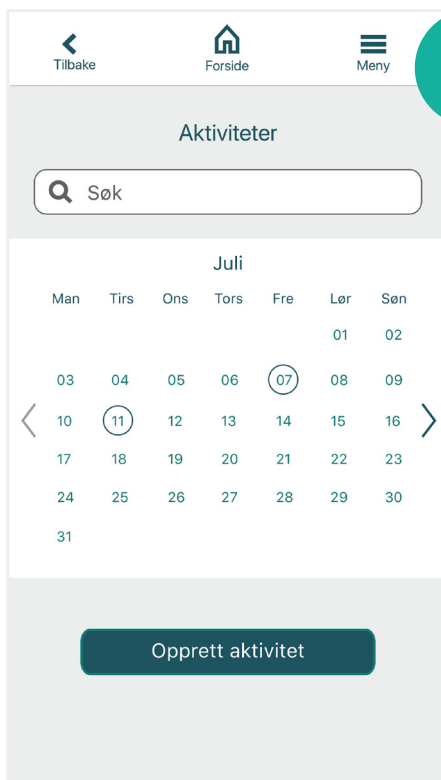 Tilbake Forside Meny
Aktiviteter
Søk
Juli
Man Tirs Ons Tors Fre Lør Søn
01 02
03 04 05 06 07 08 09
10 11 12 13 14 15 16
17 18 19 20 21 22 23
24 25 26 27 28 29 30
31
Opprett aktivitet